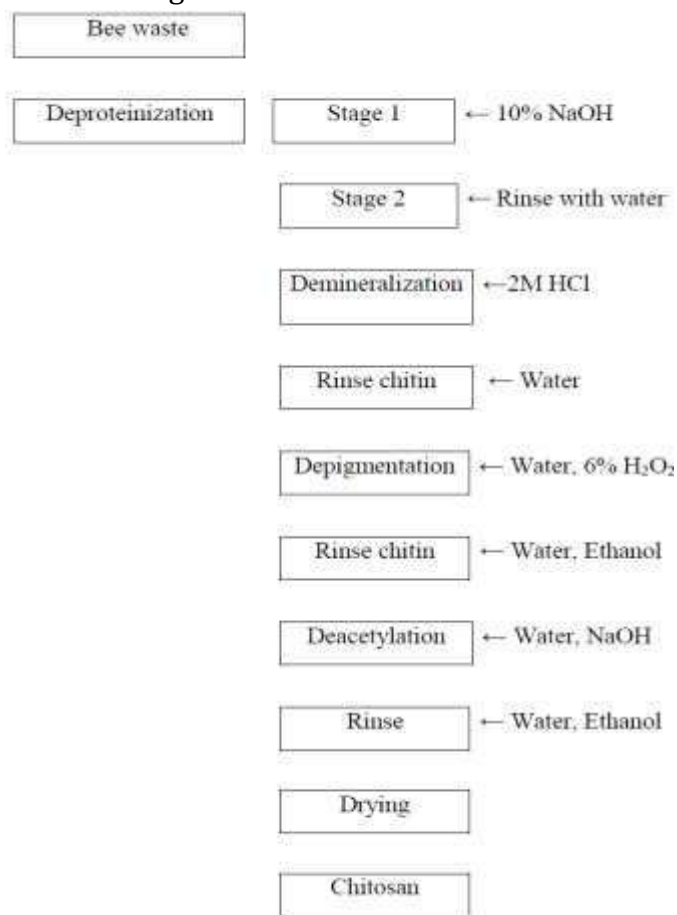 Bee waste
Deproteinization Stage 1 ← 10% NaOH
Stage 2 ← Rinse with water
Demineralization ←2M HCl
Rinse chitin ← Water
Depigmentation ← Water, 6% H₂O₂
Rinse chitin ← Water, Ethanol
Deacetylation ← Water, NaOH
Rinse ← Water, Ethanol
Drying
Chitosan